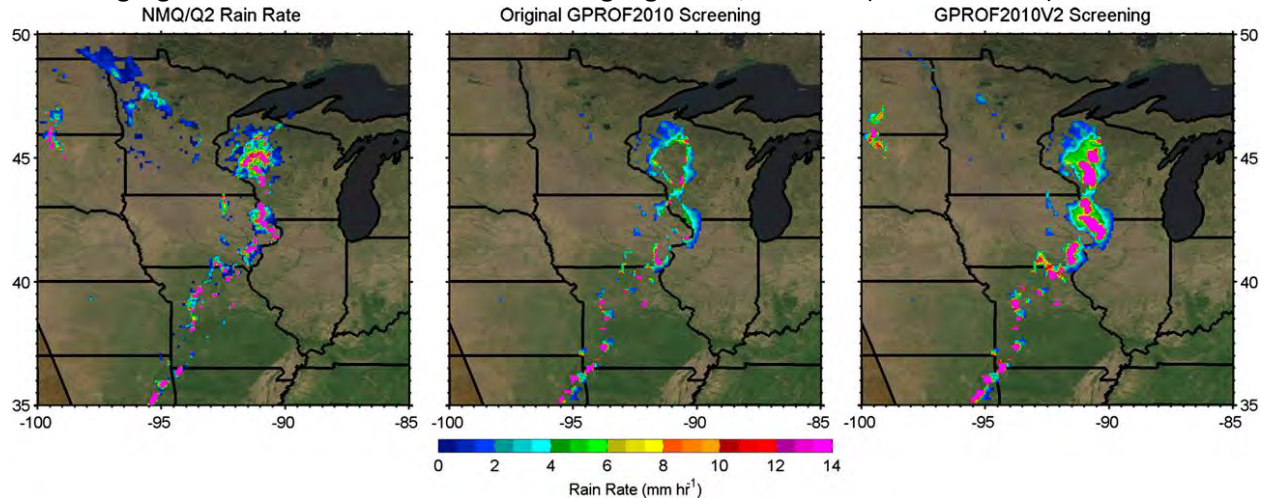 NMQ/Q2 Rain Rate
Original GPROF2010 Screening
GPROF2010V2 Screening
50
45
40
35
-100 -95 -90 -85
-100 -95 -90 -85
-100 -95 -90 -85
50
45
40
35
0 2 4 6 8 10 12 14
Rain Rate (mm hr⁻¹)